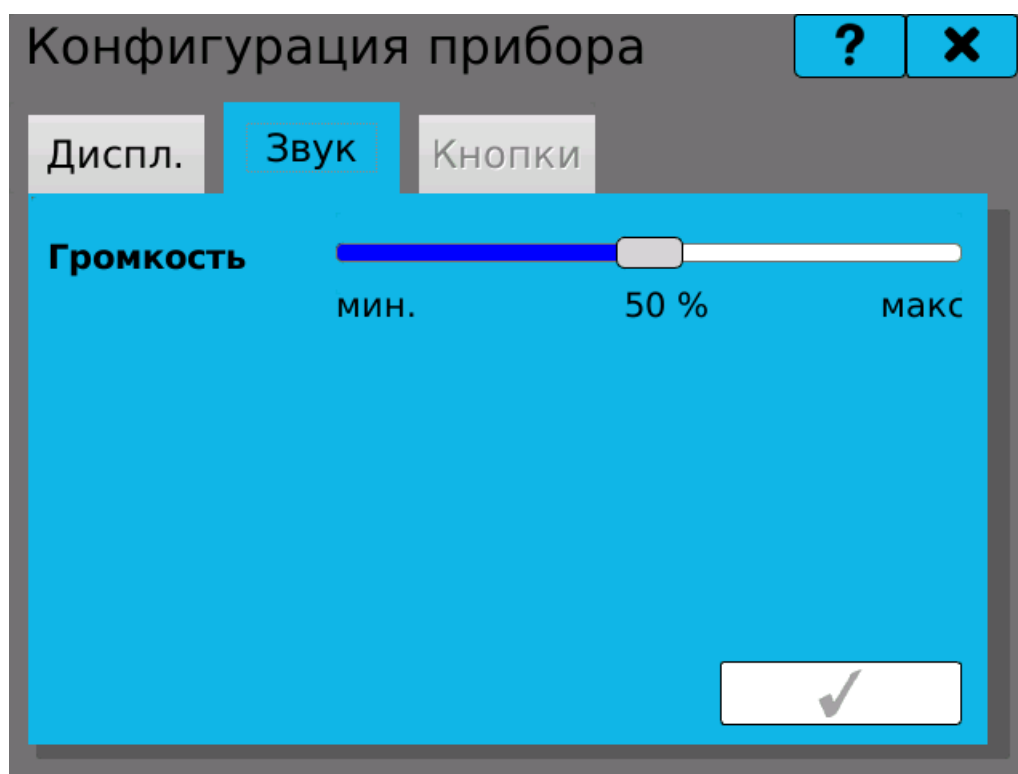 Конфигурация прибора ?
Диспл. Звук Кнопки
Громкость
мин. 50 % макс